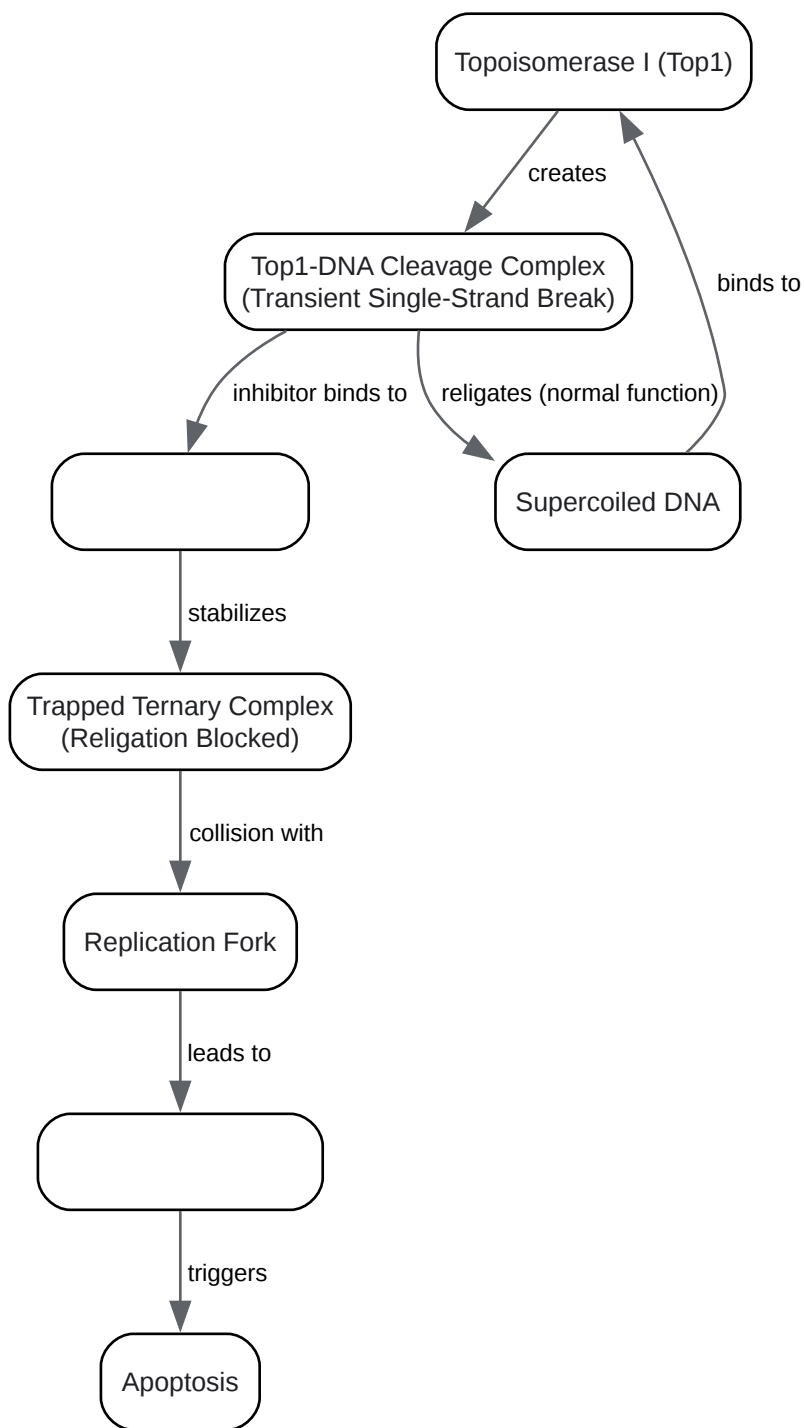 Topoisomerase I (Top1)
creates
Top1-DNA Cleavage Complex
(Transient Single-Strand Break)
binds to
inhibitor binds to
religates (normal function)
Supercoiled DNA
stabilizes
Trapped Ternary Complex
(Religation Blocked)
collision with
Replication Fork
leads to
triggers
Apoptosis